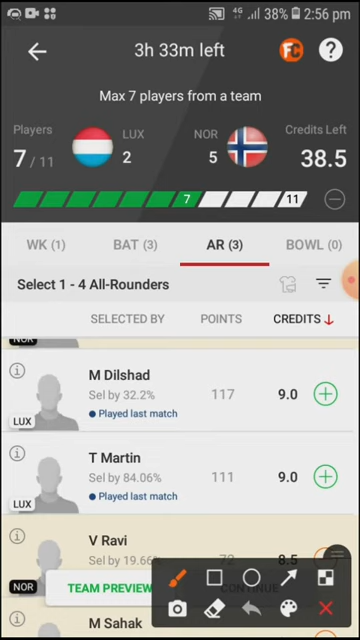 4G 38% 2:56 pm
3h 33m left
FC ?
Max 7 players from a team
Players LUX NOR Credits Left
7 / 11 2 5 38.5
7 11
WK (1) BAT (3) AR (3) BOWL (0)
Select 1 - 4 All-Rounders
SELECTED BY POINTS CREDITS
NOR
M Dilshad
Sel by 32.2% 117 9.0
Played last match
LUX
T Martin
Sel by 84.06% 111 9.0
Played last match
LUX
V Ravi
Sel by 19.66% 72 8.5
NOR
TEAM PREVIEW CONTINUE
M Sahak